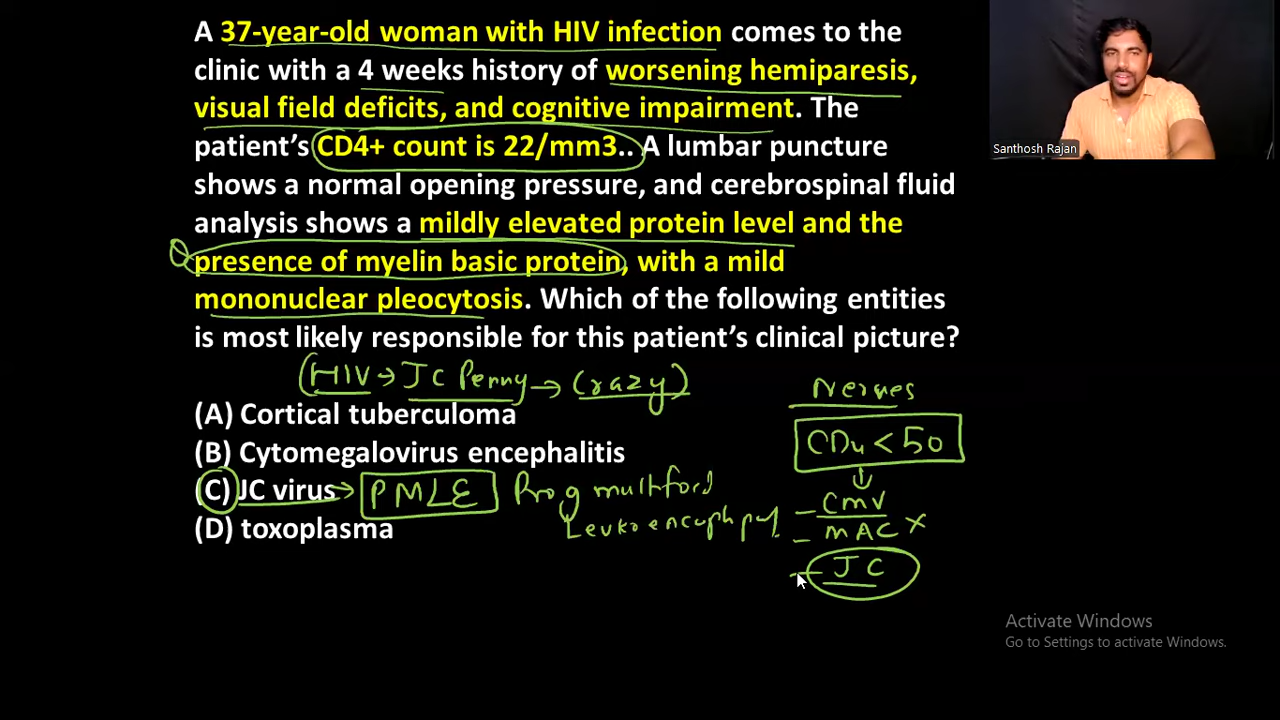 A 37-year-old woman with HIV infection comes to the
clinic with a 4 weeks history of worsening hemiparesis,
visual field deficits, and cognitive impairment. The
patient's CD4+ count is 22/mm3.. A lumbar puncture
shows a normal opening pressure, and cerebrospinal fluid
analysis shows a mildly elevated protein level and the
presence of myelin basic protein, with a mild
mononuclear pleocytosis. Which of the following entities
is most likely responsible for this patient's clinical picture?
(HIV → JC Penny → Crazy)
(A) Cortical tuberculoma
(B) Cytomegalovirus encephalitis
(C) JC virus → PMLE Prog multiford
Leukoenceph
(D) toxoplasma
Nerves
CD4 < 50
↓
- CMV
- MAC X
- JC
Santhosh Rajan
Activate Windows
Go to Settings to activate Windows.